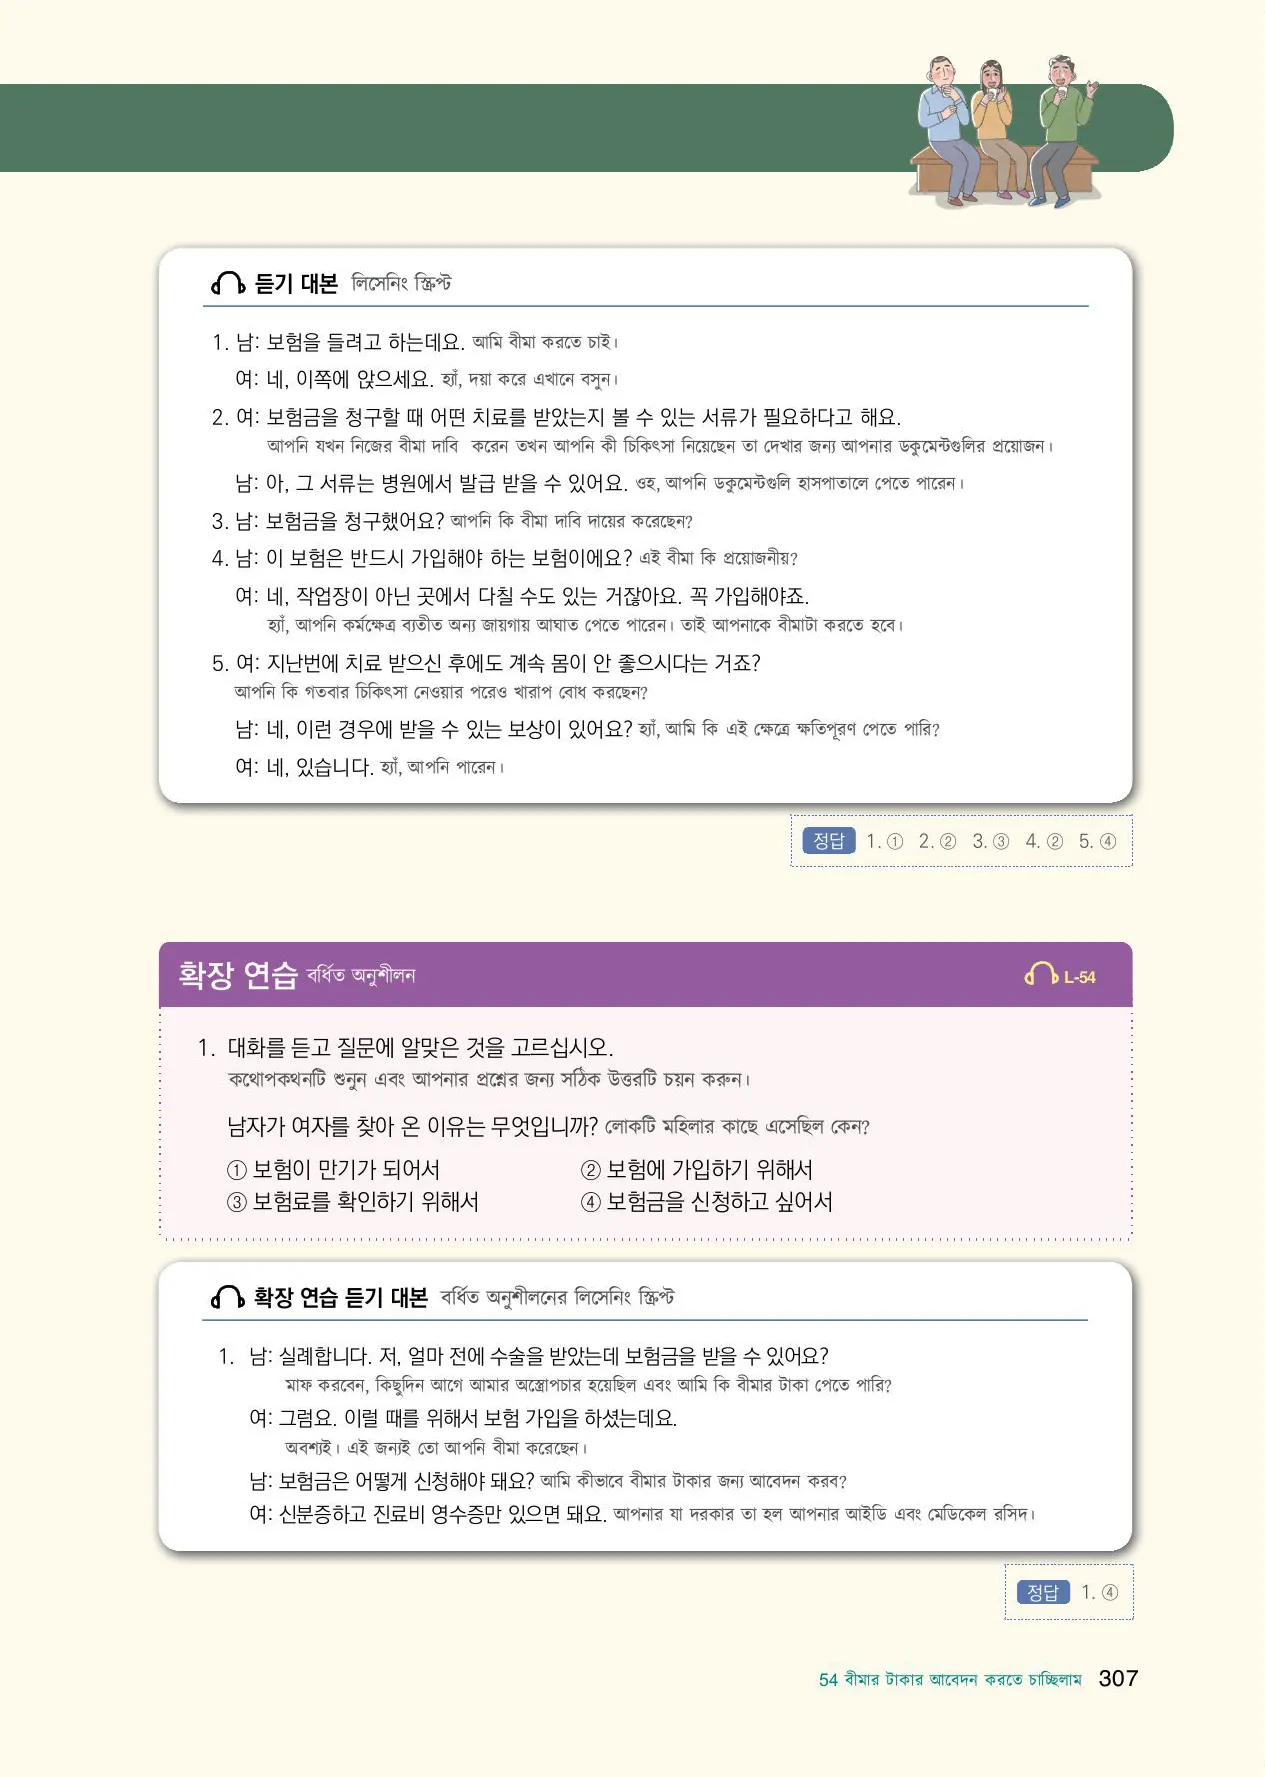 듣기 대본 লিসেনিং স্ক্রিপ্ট
1. 남: 보험을 들려고 하는데요. আমি বীমা করতে চাই।
여: 네, 이쪽에 앉으세요. হ্যাঁ, দয়া করে এখানে বসুন।
2. 여: 보험금을 청구할 때 어떤 치료를 받았는지 볼 수 있는 서류가 필요하다고 해요.
আপনি যখন নিজের বীমা দাবি করেন তখন আপনি কী চিকিৎসা নিয়েছেন তা দেখার জন্য আপনার ডকুমেন্টগুলির প্রয়োজন।
남: 아, 그 서류는 병원에서 발급 받을 수 있어요. ওহ, আপনি ডকুমেন্টগুলি হাসপাতালে পেতে পারেন।
3. 남: 보험금을 청구했어요? আপনি কি বীমা দাবি দায়ের করেছেন?
4. 남: 이 보험은 반드시 가입해야 하는 보험이에요? এই বীমা কি প্রয়োজনীয়?
여: 네, 작업장이 아닌 곳에서 다칠 수도 있는 거잖아요. 꼭 가입해야죠.
হ্যাঁ, আপনি কর্মক্ষেত্র ব্যতীত অন্য জায়গায় আঘাত পেতে পারেন। তাই আপনাকে বীমাটা করতে হবে।
5. 여: 지난번에 치료 받으신 후에도 계속 몸이 안 좋으시다는 거죠?
আপনি কি গতবার চিকিৎসা নেওয়ার পরেও খারাপ বোধ করছেন?
남: 네, 이런 경우에 받을 수 있는 보상이 있어요? হ্যাঁ, আমি কি এই ক্ষেত্রে ক্ষতিপূরণ পেতে পারি?
여: 네, 있습니다. হ্যাঁ, আপনি পারেন।
정답 1. ① 2. ② 3. ③ 4. ② 5. ④
확장 연습 বর্ধিত অনুশীলন L-54
1. 대화를 듣고 질문에 알맞은 것을 고르십시오.
কথোপকথনটি শুনুন এবং আপনার প্রশ্নের জন্য সঠিক উত্তরটি চয়ন করুন।
남자가 여자를 찾아 온 이유는 무엇입니까? লোকটি মহিলার কাছে এসেছিল কেন?
① 보험이 만기가 되어서 ② 보험에 가입하기 위해서
③ 보험료를 확인하기 위해서 ④ 보험금을 신청하고 싶어서
확장 연습 듣기 대본 বর্ধিত অনুশীলনের লিসেনিং স্ক্রিপ্ট
1. 남: 실례합니다. 저, 얼마 전에 수술을 받았는데 보험금을 받을 수 있어요?
মাফ করবেন, কিছুদিন আগে আমার অস্ত্রোপচার হয়েছিল এবং আমি কি বীমার টাকা পেতে পারি?
여: 그럼요. 이럴 때를 위해서 보험 가입을 하셨는데요.
অবশ্যই। এই জন্যই তো আপনি বীমা করেছেন।
남: 보험금은 어떻게 신청해야 돼요? আমি কীভাবে বীমার টাকার জন্য আবেদন করব?
여: 신분증하고 진료비 영수증만 있으면 돼요. আপনার যা দরকার তা হল আপনার আইডি এবং মেডিকেল রসিদ।
정답 1. ④
54 বীমার টাকার আবেদন করতে চাচ্ছিলাম 307